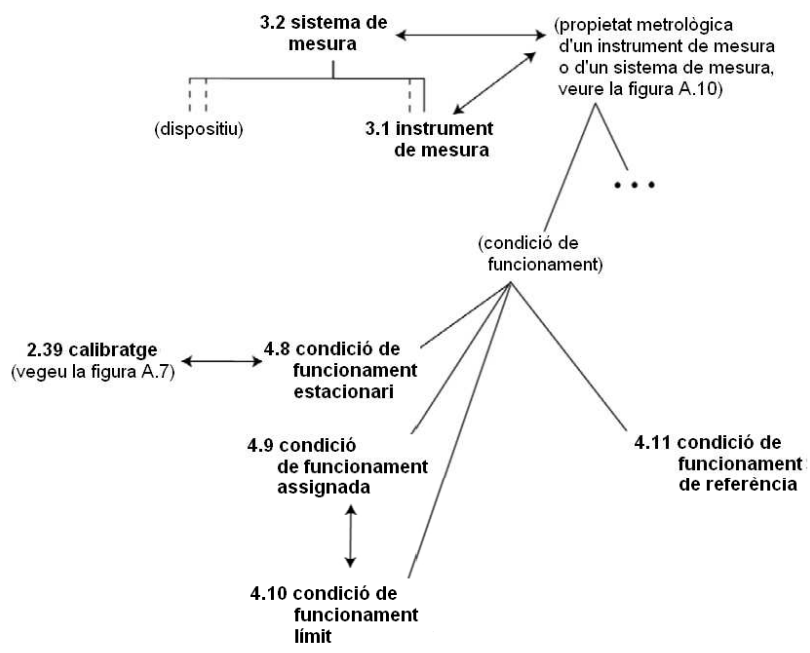 3.2 sistema de
mesura
(propietat metrològica
d'un instrument de mesura
o d'un sistema de mesura,
veure la figura A.10)
(dispositiu)
3.1 instrument
de mesura
• • •
(condició de
funcionament)
2.39 calibratge
(vegeu la figura A.7)
4.8 condició de
funcionament
estacionari
4.9 condició
de funcionament
assignada
4.11 condició de
funcionament
de referència
4.10 condició de
funcionament
límit